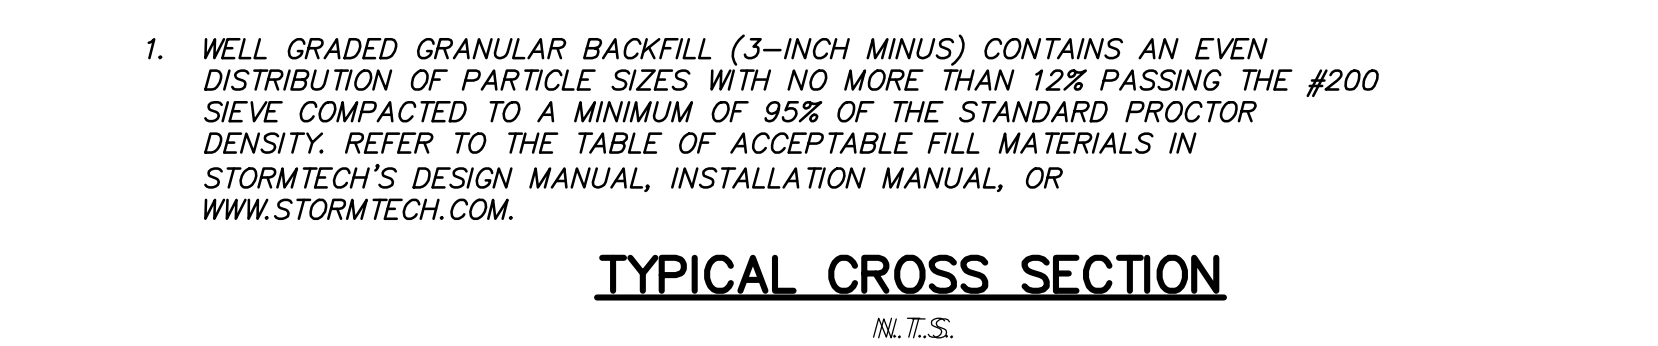 1. WELL GRADED GRANULAR BACKFILL (3-INCH MINUS) CONTAINS AN EVEN
DISTRIBUTION OF PARTICLE SIZES WITH NO MORE THAN 12% PASSING THE #200
SIEVE COMPACTED TO A MINIMUM OF 95% OF THE STANDARD PROCTOR
DENSITY. REFER TO THE TABLE OF ACCEPTABLE FILL MATERIALS IN
STORMTECH'S DESIGN MANUAL, INSTALLATION MANUAL, OR
WWW.STORMTECH.COM.
TYPICAL CROSS SECTION
N.T.S.